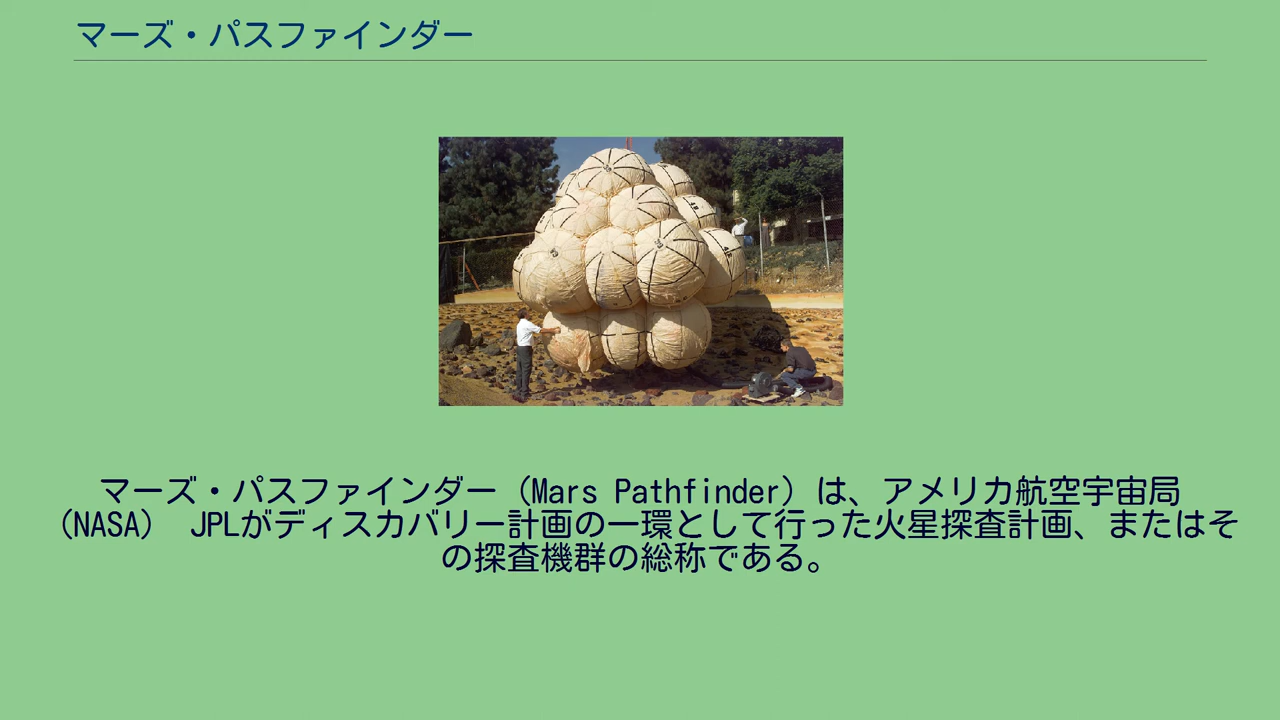 マーズ・パスファインダー
マーズ・パスファインダー（Mars Pathfinder）は、アメリカ航空宇宙局
（NASA） JPLがディスカバリー計画の一環として行った火星探査計画、またはそ
の探査機群の総称である。